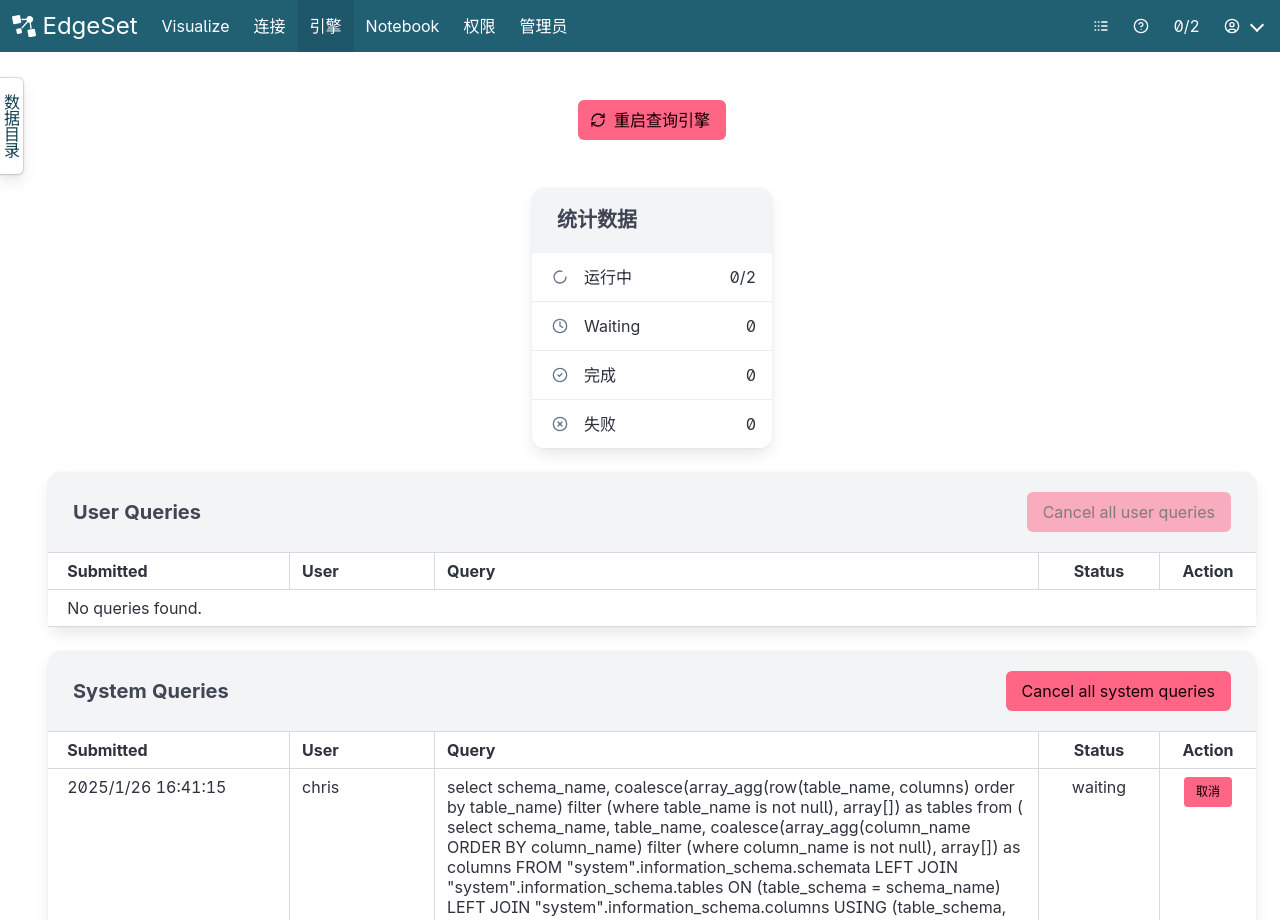 EdgeSet Visualize 连接 引擎 Notebook 权限 管理员 0/2
数据目录
重启查询引擎
统计数据
运行中 0/2
Waiting 0
完成 0
失败 0
User Queries Cancel all user queries
Submitted User Query Status Action
No queries found.
System Queries Cancel all system queries
Submitted User Query Status Action
2025/1/26 16:41:15 chris select schema_name, coalesce(array_agg(row(table_name, columns) order waiting 取消
by table_name) filter (where table_name is not null), array[]) as tables from (
select schema_name, table_name, coalesce(array_agg(column_name
ORDER BY column_name) filter (where column_name is not null), array[]) as
columns FROM "system".information_schema.schemata LEFT JOIN
"system".information_schema.tables ON (table_schema = schema_name)
LEFT JOIN "system".information_schema.columns USING (table_schema,